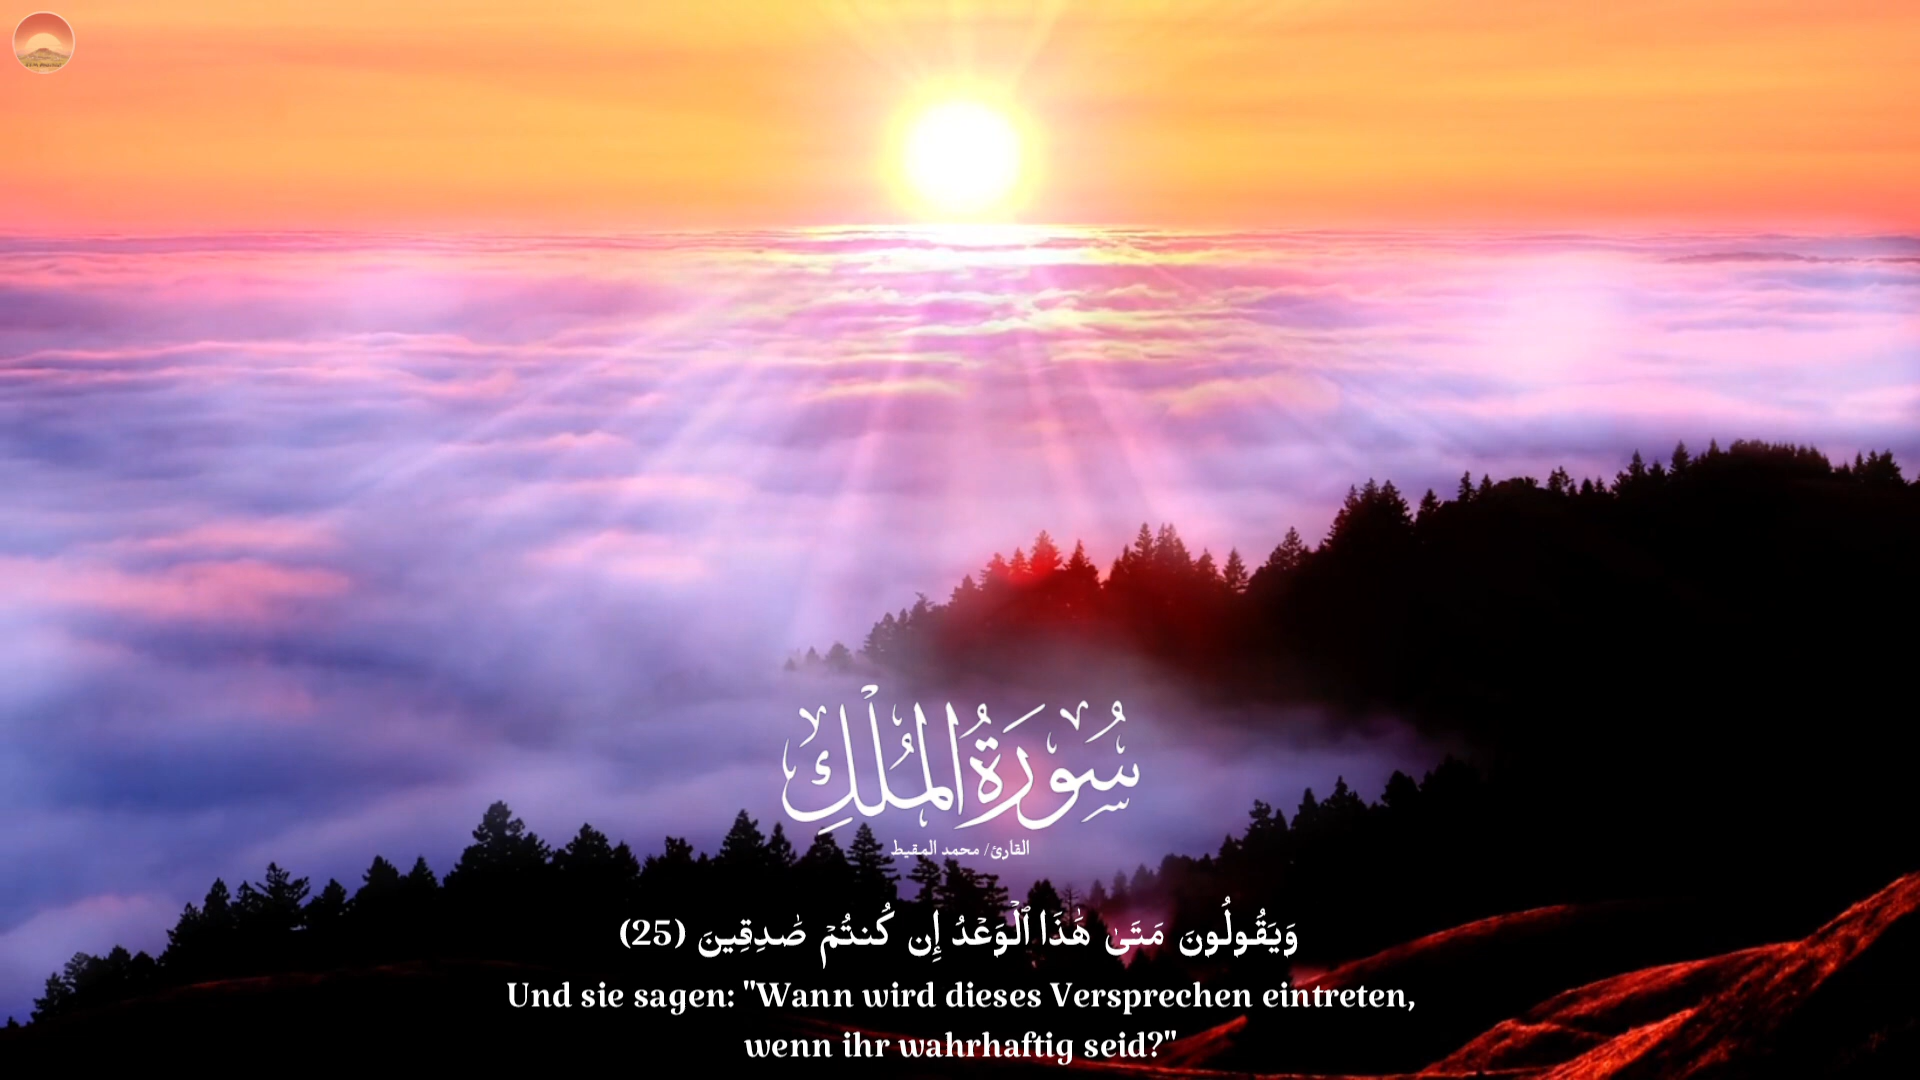 سُورَةُ الْمُلْكِ
القارئ/ محمد المقيط
وَيَقُولُونَ مَتَىٰ هَٰذَا ٱلْوَعْدُ إِن كُنتُمْ صَٰدِقِينَ (25)
Und sie sagen: "Wann wird dieses Versprechen eintreten,
wenn ihr wahrhaftig seid?"